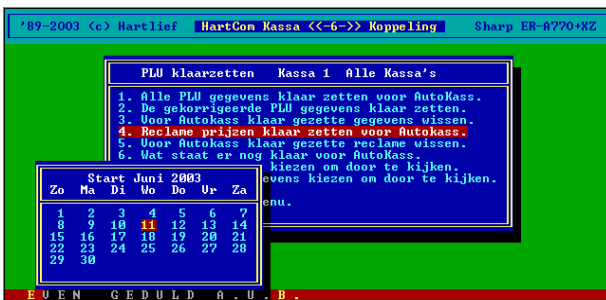 '89-2003 <c> Hartlief HartCom Kassa <<-6->> Koppeling Sharp ER-A770+XZ
PLU klaarzetten Kassa 1 Alle Kassa's
1. Alle PLU gegevens klaar zetten voor AutoKass.
2. De gekorrigeerde PLU gegevens klaar zetten.
3. Voor Autokass klaar gezette gegevens wissen.
4. Reclame prijzen klaar zetten voor Autokass.
5. Voor Autokass klaar gezette reclame wissen.
6. Wat staat er nog klaar voor AutoKass.
kiezen om door te kijken.
evens kiezen om door te kijken.
enu.
Start Juni 2003
Zo Ma Di Wo Do Vr Za
1 2 3 4 5 6 7
8 9 10 11 12 13 14
15 16 17 18 19 20 21
22 23 24 25 26 27 28
29 30
EVEN GEDULD A.U.B.